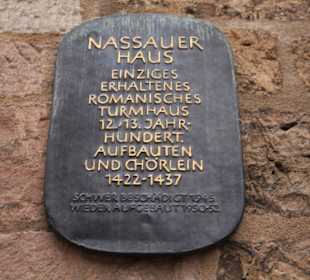 NASSAUER
HAUS
EINZIGES
ERHALTENES
ROMANISCHES
TURMHAUS
12.-13. JAHR-
HUNDERT.
AUFBAUTEN
UND CHÖRLEIN
1422-1437
SCHWER BESCHÄDIGT 1945
WIEDER AUFGEBAUT 1950-52